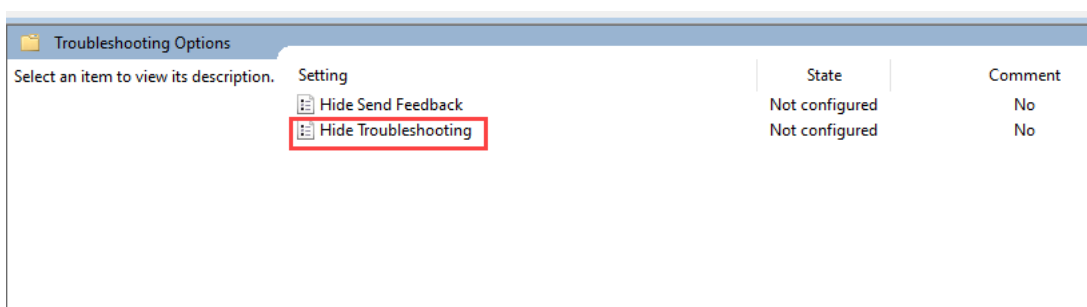 Troubleshooting Options
Select an item to view its description.
Setting State Comment
Hide Send Feedback Not configured No
Hide Troubleshooting Not configured No